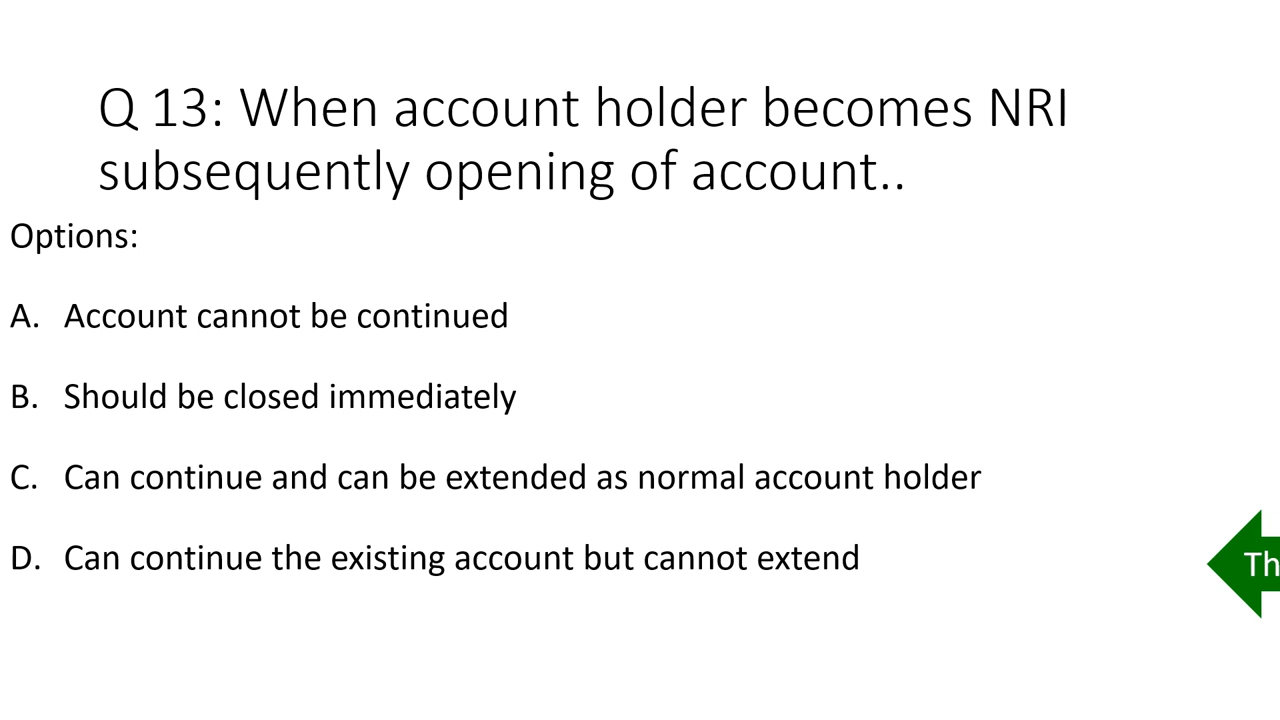 Q 13: When account holder becomes NRI
subsequently opening of account..
Options:
A. Account cannot be continued
B. Should be closed immediately
C. Can continue and can be extended as normal account holder
D. Can continue the existing account but cannot extend
Th